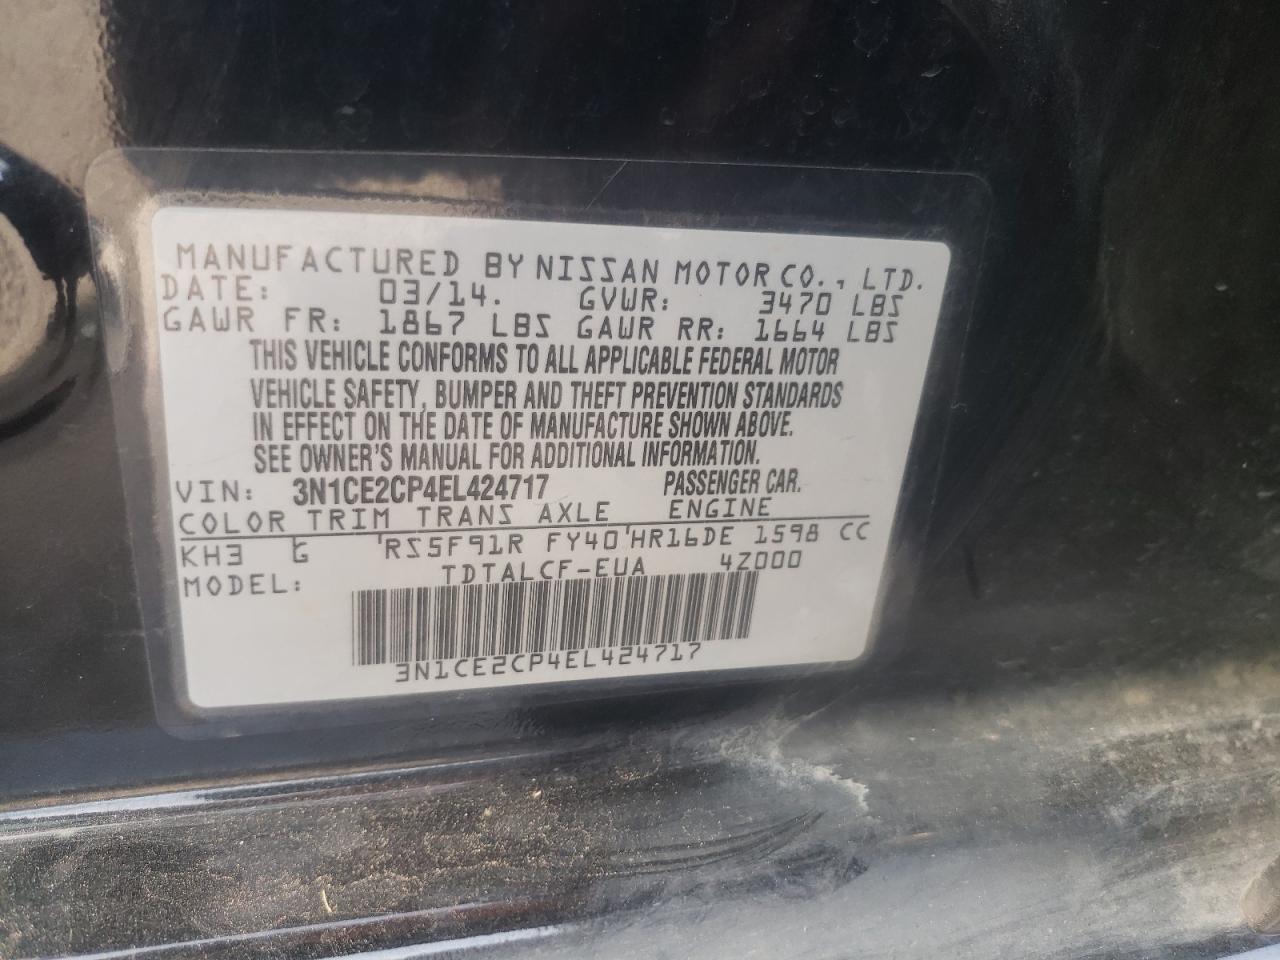 MANUFACTURED BY NISSAN MOTOR CO., LTD.
DATE: 03/14. GVWR: 3470 LBS
GAWR FR: 1867 LBS GAWR RR: 1664 LBS
THIS VEHICLE CONFORMS TO ALL APPLICABLE FEDERAL MOTOR
VEHICLE SAFETY, BUMPER AND THEFT PREVENTION STANDARDS
IN EFFECT ON THE DATE OF MANUFACTURE SHOWN ABOVE.
SEE OWNER'S MANUAL FOR ADDITIONAL INFORMATION.
VIN: 3N1CE2CP4EL424717 PASSENGER CAR.
COLOR TRIM TRANS AXLE ENGINE
KH3 G RS5F91R FY40 HR16DE 1598 CC
MODEL: TDTALCF-EUA 4Z000
3N1CE2CP4EL424717